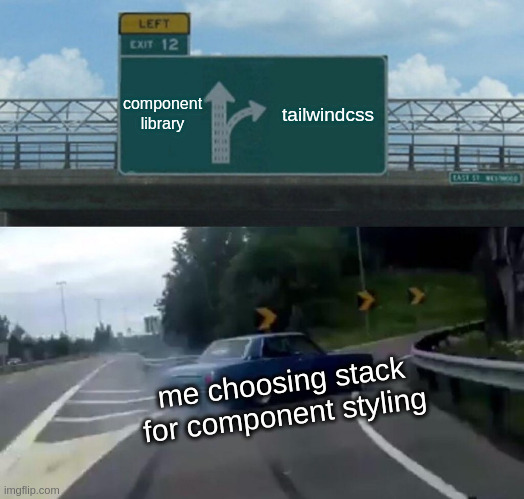 LEFT
EXIT 12
component
library
tailwindcss
me choosing stack
for component styling
imgflip.com